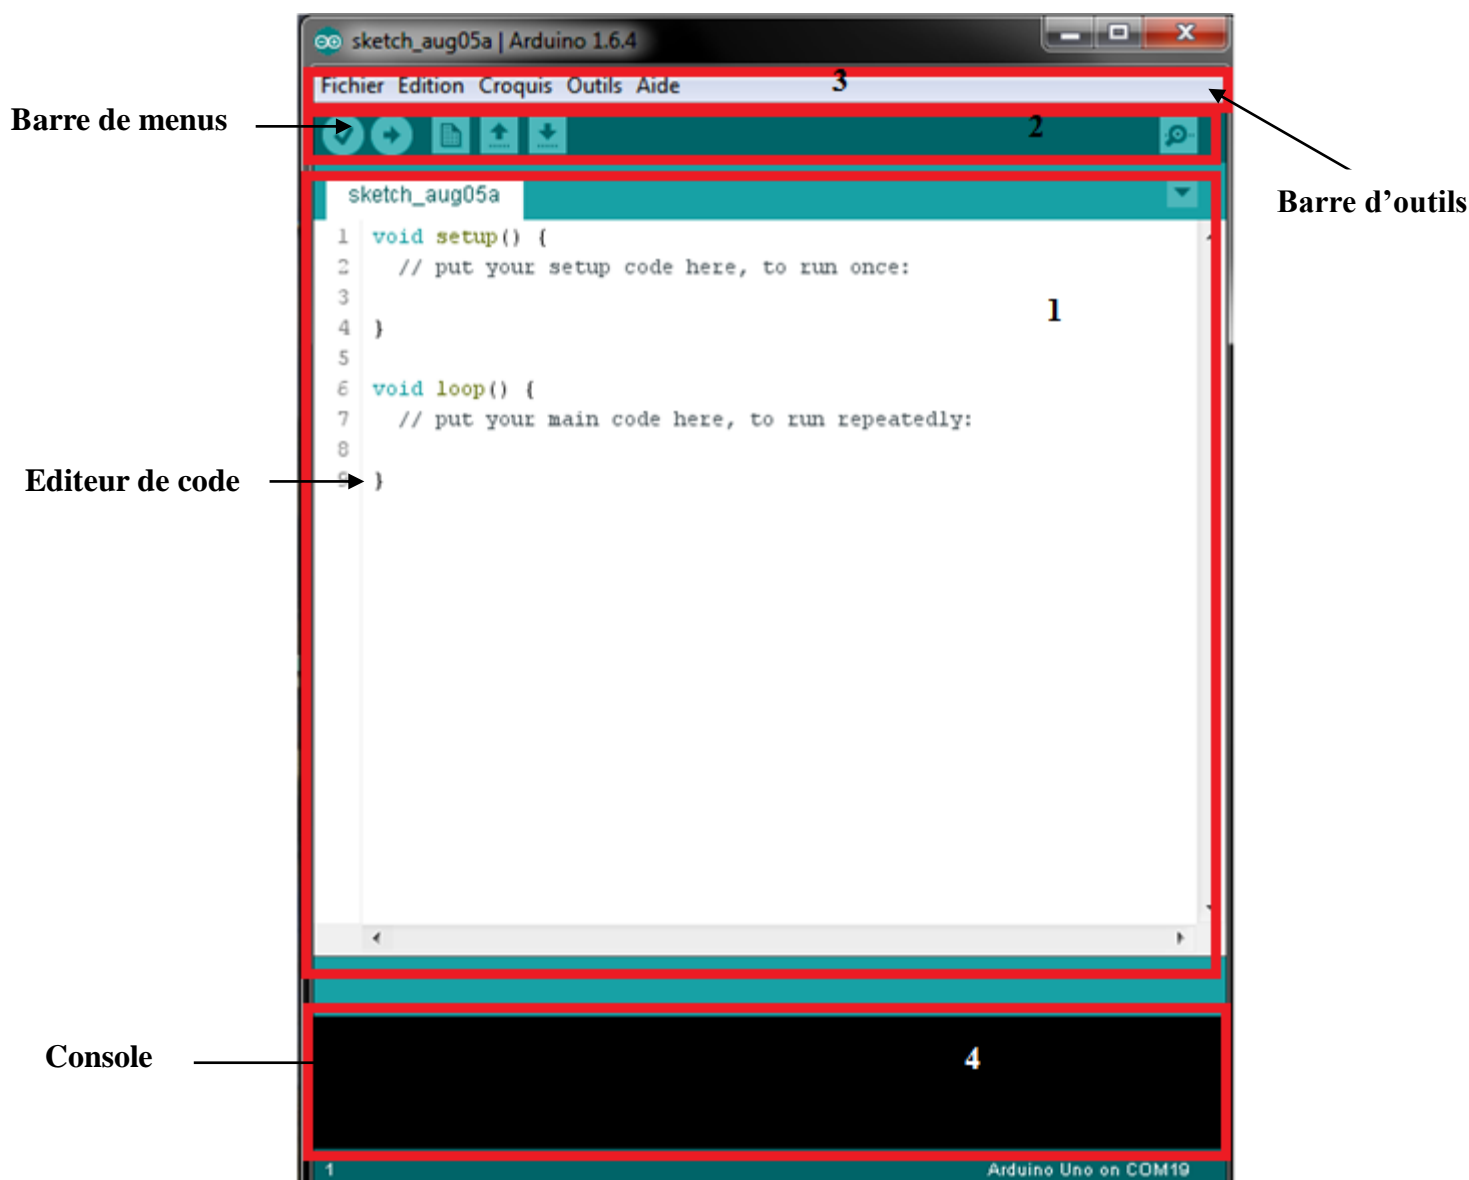 sketch_aug05a | Arduino 1.6.4
Fichier Edition Croquis Outils Aide
3
Barre de menus
2
Barre d’outils
sketch_aug05a
1 void setup() {
2 // put your setup code here, to run once:
3
1
4 }
5
6 void loop() {
7 // put your main code here, to run repeatedly:
8
Editeur de code
9 }
Console
4
1
Arduino Uno on COM19